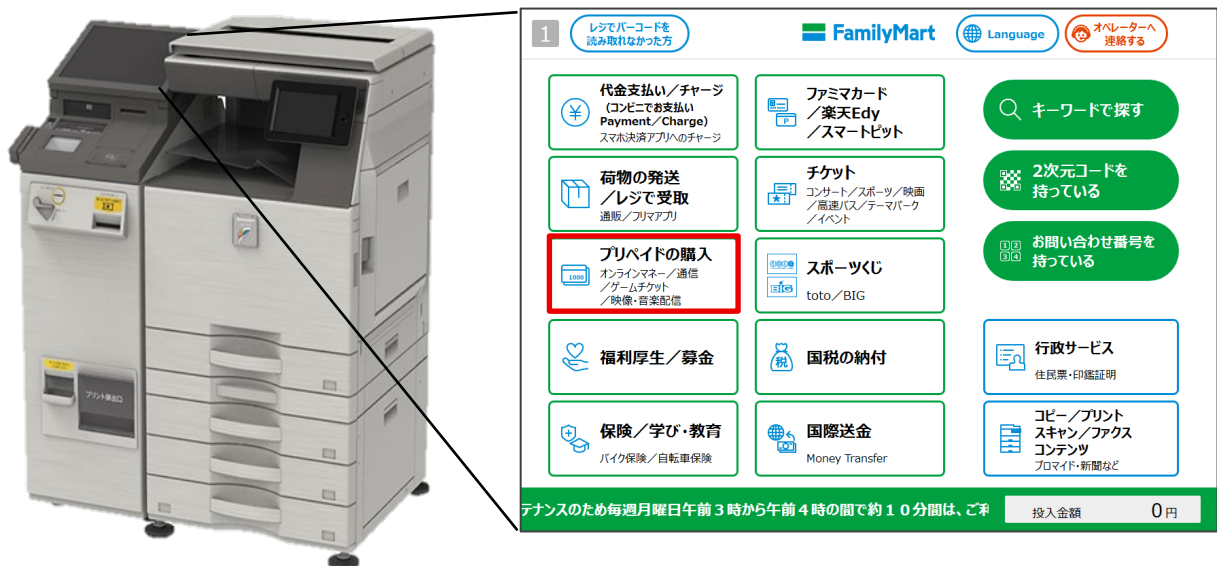 1
レジでバーコードを
読み取れなかった方
FamilyMart
Language
オペレーターへ
連絡する
代金支払い／チャージ
(コンビニでお支払い
Payment／Charge)
スマホ決済アプリへのチャージ
ファミマカード
／楽天Edy
／スマートピット
キーワードで探す
荷物の発送
／レジで受取
通販／フリマアプリ
チケット
コンサート／スポーツ／映画
／高速バス／テーマパーク
／イベント
2次元コードを
持っている
プリペイドの購入
オンラインマネー／通信
／ゲームチケット
／映像・音楽配信
1000
スポーツくじ
toto／BIG
BIG
1 2
3 4
お問い合わせ番号を
持っている
福利厚生／募金
税
国税の納付
行政サービス
住民票・印鑑証明
保険／学び・教育
バイク保険／自転車保険
国際送金
Money Transfer
コピー／プリント
スキャン／ファクス
コンテンツ
ブロマイド・新聞など
テナンスのため毎週月曜日午前３時から午前４時の間で約１０分間は、ご利
投入金額
0円
プリント排出口